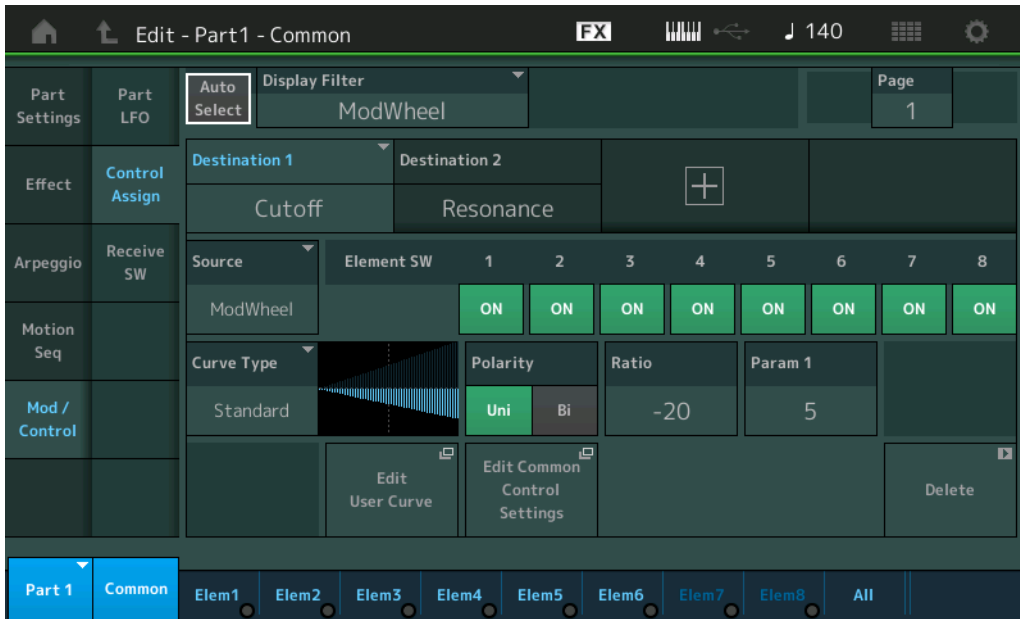 Edit - Part1 - Common
FX
140
Part
Settings
Part
LFO
Auto
Select
Display Filter
ModWheel
Page
1
Effect
Control
Assign
Destination 1
Cutoff
Destination 2
Resonance
Arpeggio
Receive
SW
Source
ModWheel
Element SW 1 2 3 4 5 6 7 8
ON ON ON ON ON ON ON ON
Motion
Seq
Curve Type
Standard
Polarity
Uni Bi
Ratio
-20
Param 1
5
Mod /
Control
Edit
User Curve
Edit Common
Control
Settings
Delete
Part 1 Common Elem1 Elem2 Elem3 Elem4 Elem5 Elem6 Elem7 Elem8 All